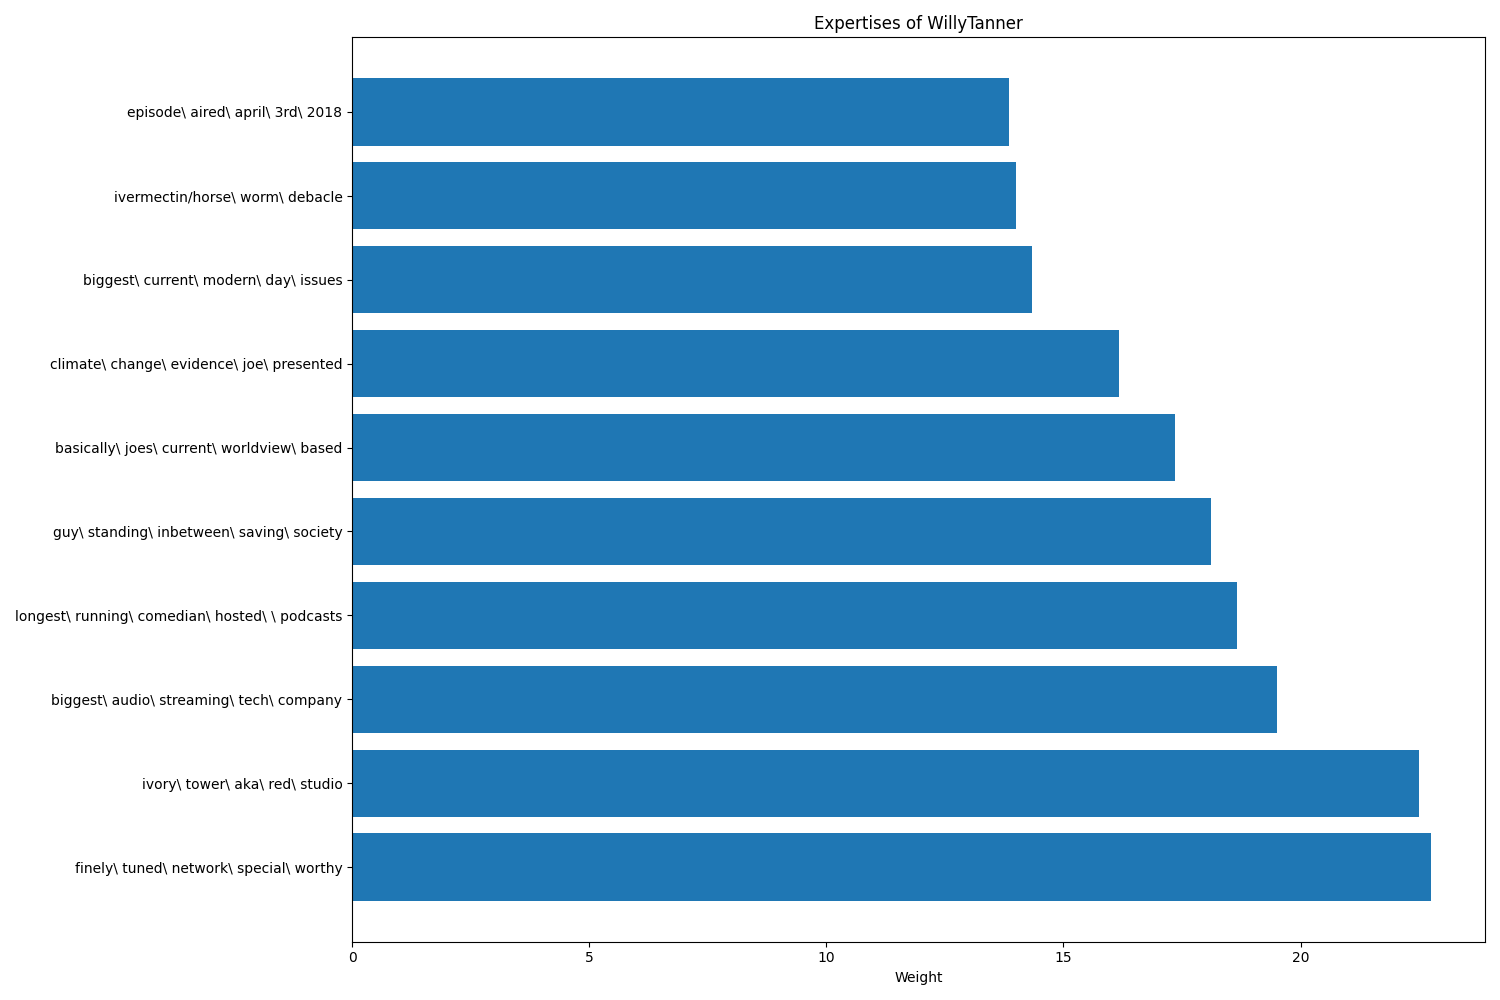 Expertises of WillyTanner
episode\ aired\ april\ 3rd\ 2018
ivermectin/horse\ worm\ debacle
biggest\ current\ modern\ day\ issues
climate\ change\ evidence\ joe\ presented
basically\ joes\ current\ worldview\ based
guy\ standing\ inbetween\ saving\ society
longest\ running\ comedian\ hosted\ \ podcasts
biggest\ audio\ streaming\ tech\ company
ivory\ tower\ aka\ red\ studio
finely\ tuned\ network\ special\ worthy
0 5 10 15 20
Weight